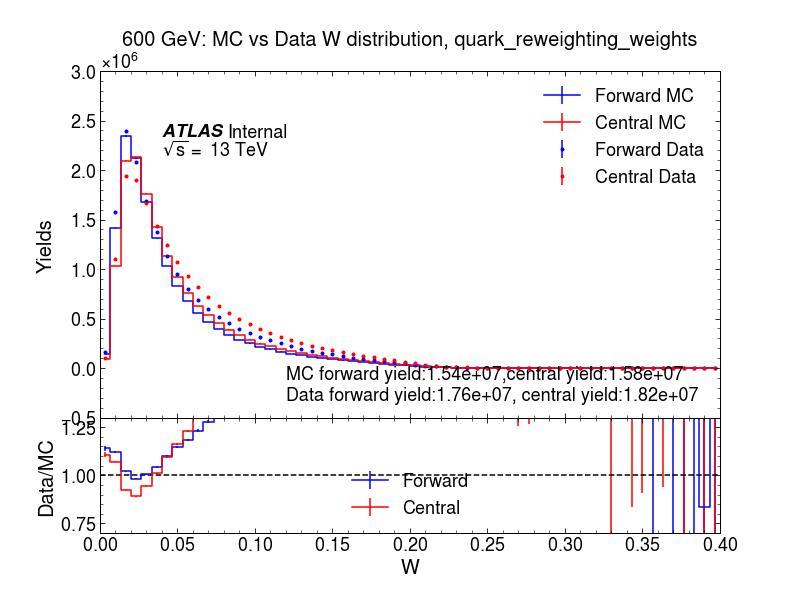 600 GeV: MC vs Data W distribution, quark_reweighting_weights
×10⁶
3.0
2.5
2.0
1.5
1.0
0.5
0.0
0.5
Yields
ATLAS Internal
√s = 13 TeV
Forward MC
Central MC
Forward Data
Central Data
MC forward yield:1.54e+07,central yield:1.58e+07
Data forward yield:1.76e+07, central yield:1.82e+07
1.25
1.00
0.75
Data/MC
Forward
Central
0.00 0.05 0.10 0.15 0.20 0.25 0.30 0.35 0.40
W